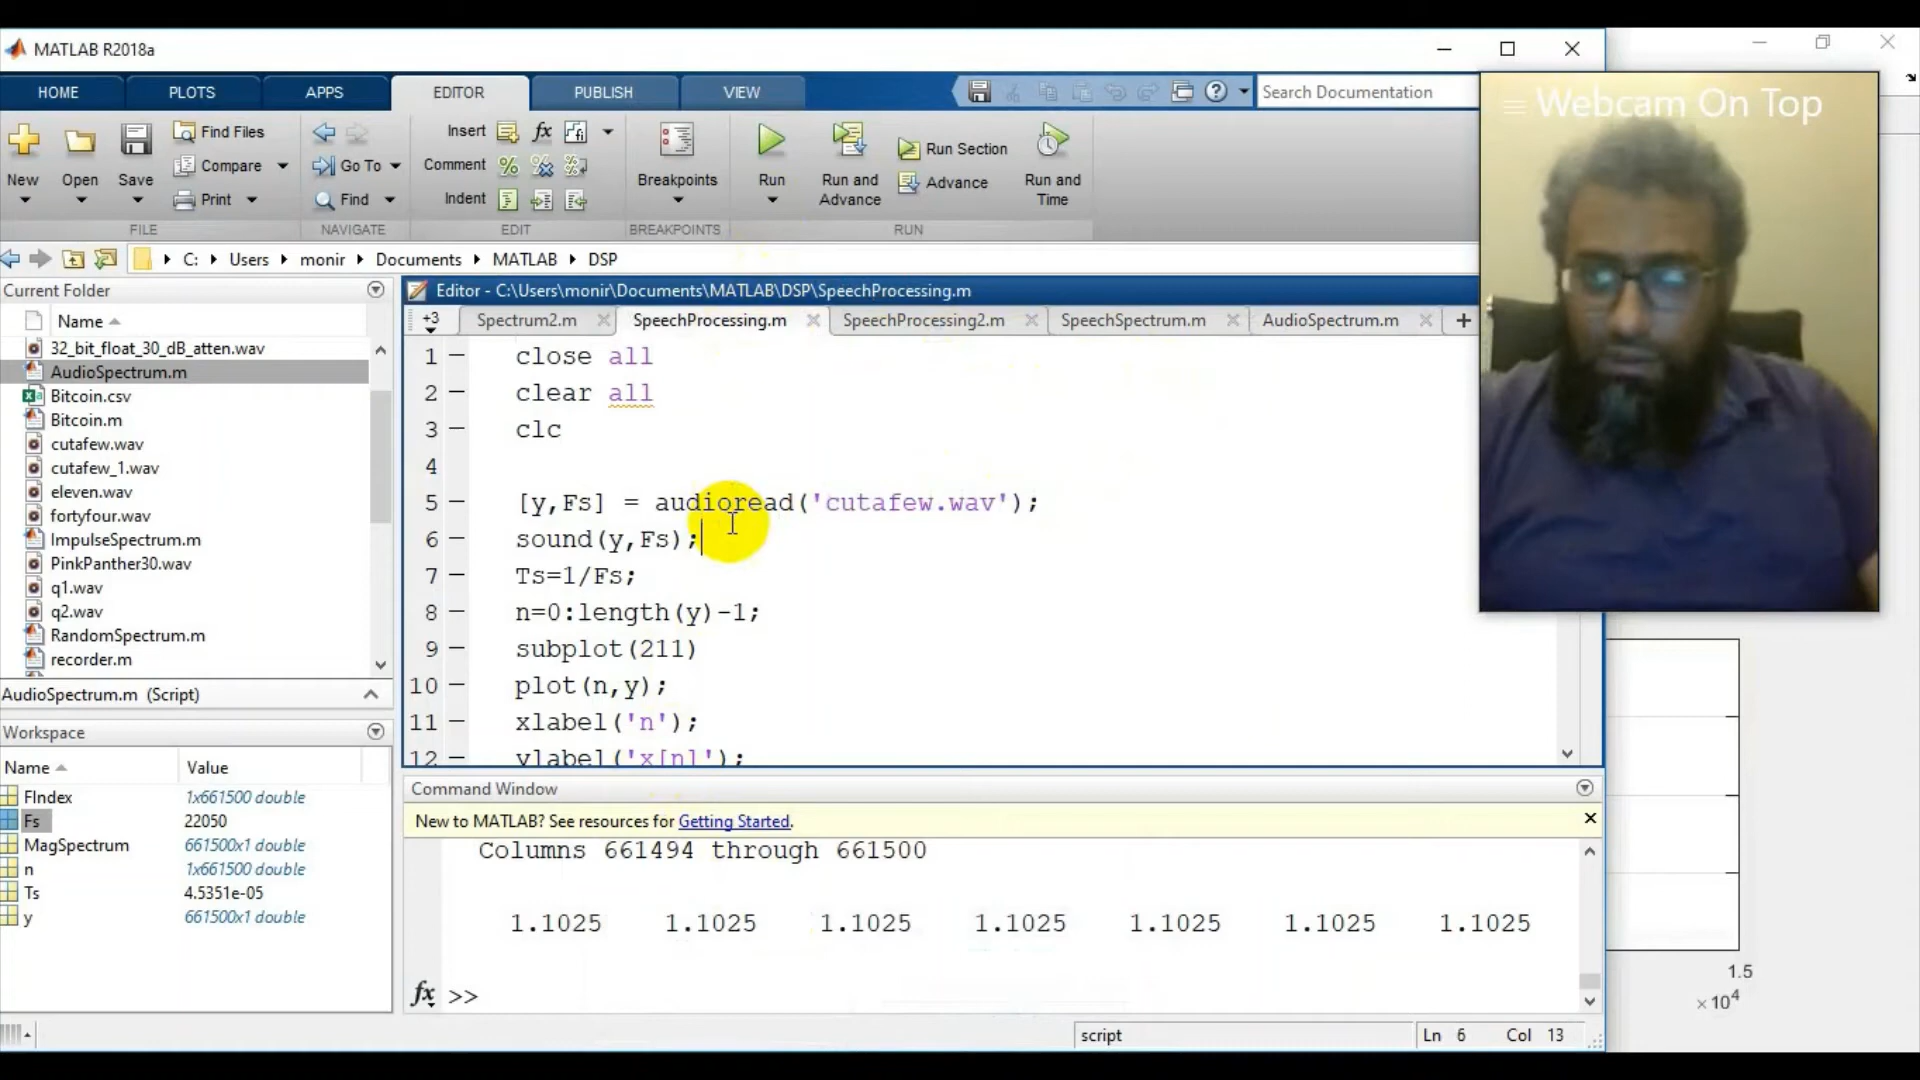 MATLAB R2018a
HOME PLOTS APPS EDITOR PUBLISH VIEW Search Documentation
Webcam On Top
New Open Save Find Files Compare Print Go To Find Insert fx Comment Indent Breakpoints Run Run and Advance Run Section Advance Run and Time
FILE NAVIGATE EDIT BREAKPOINTS RUN
C: Users monir Documents MATLAB DSP
Current Folder
Name
32_bit_float_30_dB_atten.wav
AudioSpectrum.m
Bitcoin.csv
Bitcoin.m
cutafew.wav
cutafew_1.wav
eleven.wav
fortyfour.wav
ImpulseSpectrum.m
PinkPanther30.wav
q1.wav
q2.wav
RandomSpectrum.m
recorder.m
AudioSpectrum.m (Script)
Workspace
Name Value
FIndex 1x661500 double
Fs 22050
MagSpectrum 661500x1 double
n 1x661500 double
Ts 4.5351e-05
y 661500x1 double
Editor - C:\Users\monir\Documents\MATLAB\DSP\SpeechProcessing.m
+3 Spectrum2.m SpeechProcessing.m SpeechProcessing2.m SpeechSpectrum.m AudioSpectrum.m
1 – close all
2 – clear all
3 – clc
4
5 – [y,Fs] = audioread('cutafew.wav');
6 – sound(y,Fs);
7 – Ts=1/Fs;
8 – n=0:length(y)-1;
9 – subplot(211)
10 – plot(n,y);
11 – xlabel('n');
12 – ylabel('x[n]');
Command Window
New to MATLAB? See resources for Getting Started.
Columns 661494 through 661500
1.1025 1.1025 1.1025 1.1025 1.1025 1.1025 1.1025
fx >>
script Ln 6 Col 13
1.5
×10^4